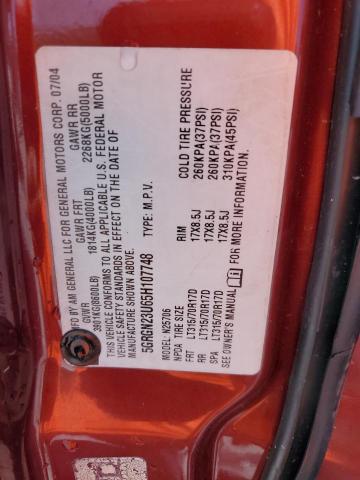 MFD BY AM GENERAL LLC FOR GENERAL MOTORS CORP. 07/04
GVWR GAWR FRT GAWR RR
3901KG(8600LB) 1814KG(4000LB) 2268KG(5000LB)
THIS VEHICLE CONFORMS TO ALL APPLICABLE U.S. FEDERAL MOTOR
VEHICLE SAFETY STANDARDS IN EFFECT ON THE DATE OF
MANUFACTURE SHOWN ABOVE.
5GRGN23U65H107748 TYPE: M.P.V.
MODEL: N25706
NPDA TIRE SIZE RIM COLD TIRE PRESSURE
FRT LT315/70R17D 17X8.5J 260KPA(37PSI)
RR LT315/70R17D 17X8.5J 260KPA(37PSI)
SPA LT315/70R17D 17X8.5J 310KPA(45PSI)
SEE OWNER'S MANUAL FOR MORE INFORMATION.